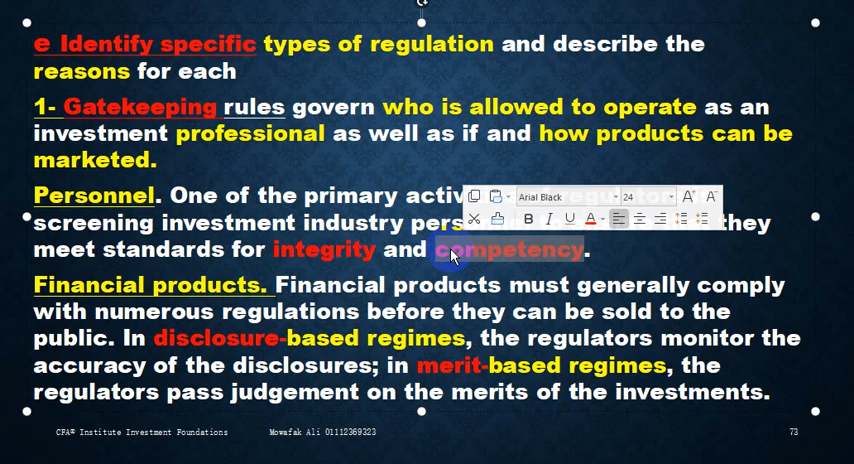 e Identify specific types of regulation and describe the
reasons for each
1- Gatekeeping rules govern who is allowed to operate as an
investment professional as well as if and how products can be
marketed.
Personnel. One of the primary
screening investment industry they
meet standards for integrity and competency.
Financial products. Financial products must generally comply
with numerous regulations before they can be sold to the
public. In disclosure-based regimes, the regulators monitor the
accuracy of the disclosures; in merit-based regimes, the
regulators pass judgement on the merits of the investments.
Arial Black 24 A A
B I U A
CFA® Institute Investment Foundations Mowafak Ali 01112369323 73